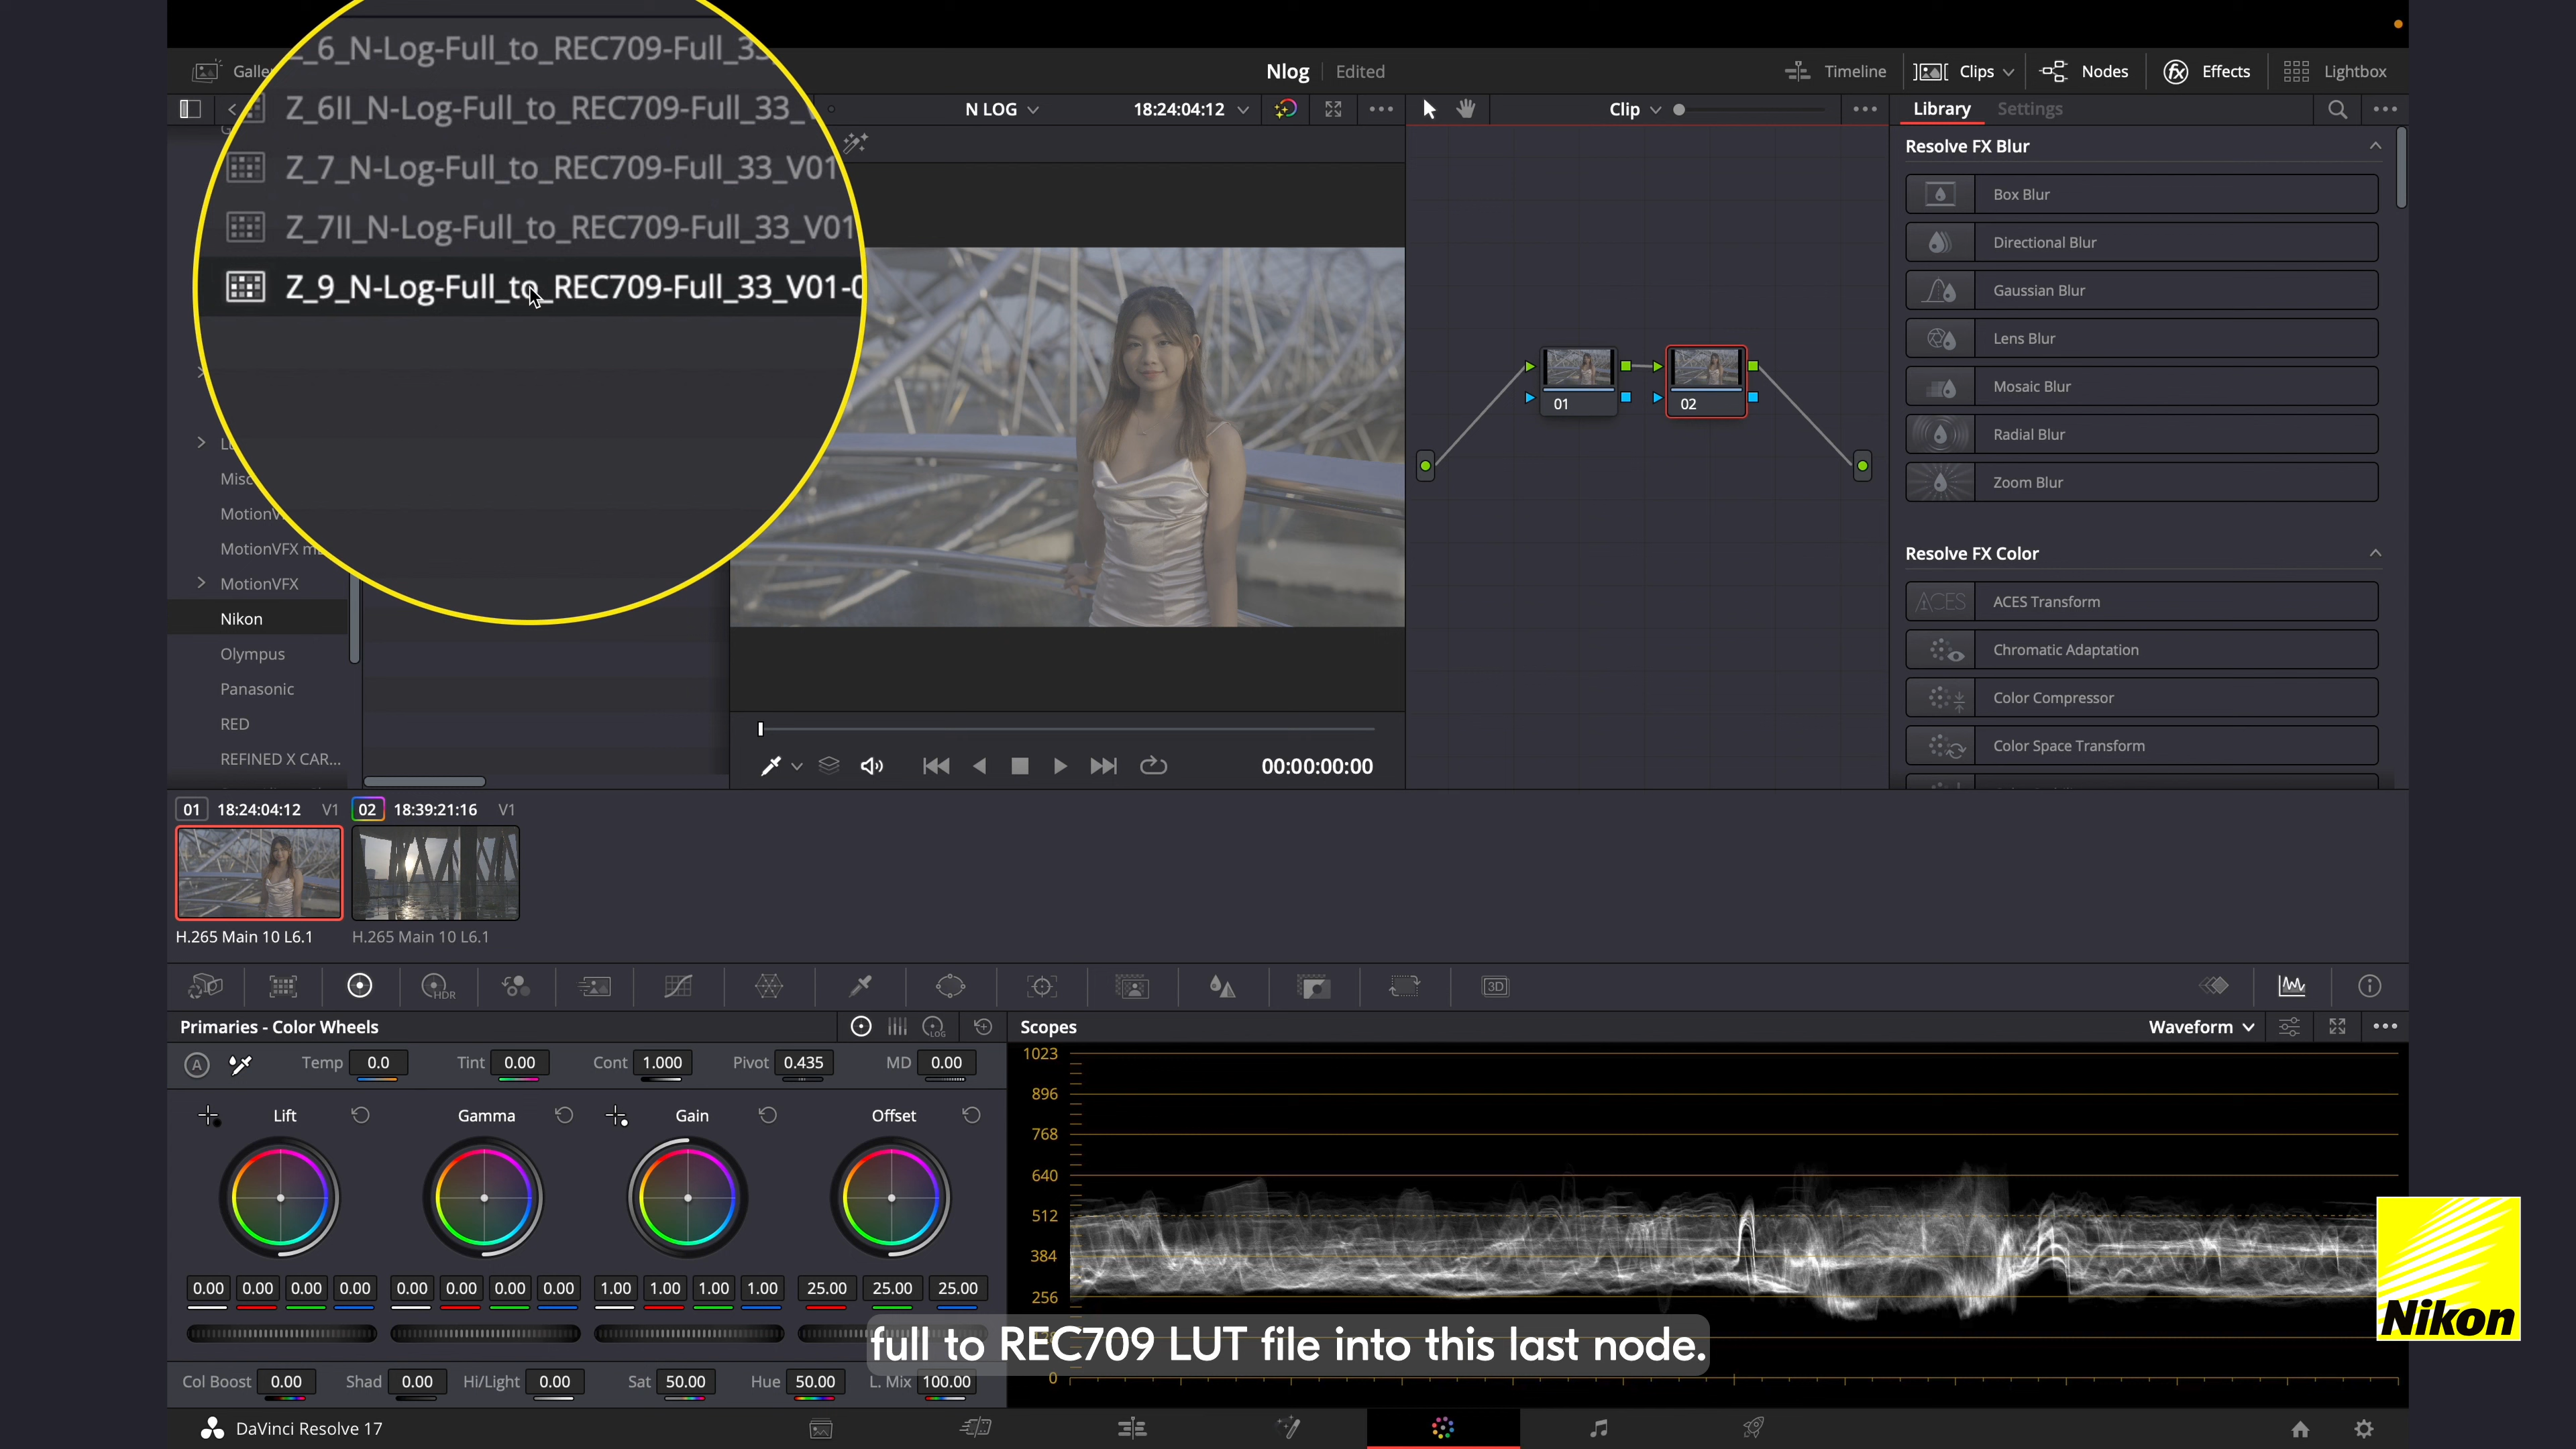 Nlog Edited
Timeline Clips Nodes Effects Lightbox
N LOG 18:24:04:12
Clip
Library Settings
Z_6_N-Log-Full_to_REC709-Full_33
Z_6II_N-Log-Full_to_REC709-Full_33
Z_7_N-Log-Full_to_REC709-Full_33_V01
Z_7II_N-Log-Full_to_REC709-Full_33_V01
Z_9_N-Log-Full_to_REC709-Full_33_V01-0
Misc
MotionVFX
Nikon
Olympus
Panasonic
RED
REFINED X CAR...
01
02
00:00:00:00
Resolve FX Blur
Box Blur
Directional Blur
Gaussian Blur
Lens Blur
Mosaic Blur
Radial Blur
Zoom Blur
Resolve FX Color
ACES ACES Transform
Chromatic Adaptation
Color Compressor
Color Space Transform
01 18:24:04:12 V1 02 18:39:21:16 V1
H.265 Main 10 L6.1 H.265 Main 10 L6.1
HDR
3D
Primaries - Color Wheels
LOG
A Temp 0.0 Tint 0.00 Cont 1.000 Pivot 0.435 MD 0.00
Lift Gamma Gain Offset
0.00 0.00 0.00 0.00 0.00 0.00 0.00 0.00 1.00 1.00 1.00 1.00 25.00 25.00 25.00
Col Boost 0.00 Shad 0.00 Hi/Light 0.00 Sat 50.00 Hue 50.00 L. Mix 100.00
Scopes Waveform
1023
896
768
640
512
384
256
0
full to REC709 LUT file into this last node.
Nikon
DaVinci Resolve 17